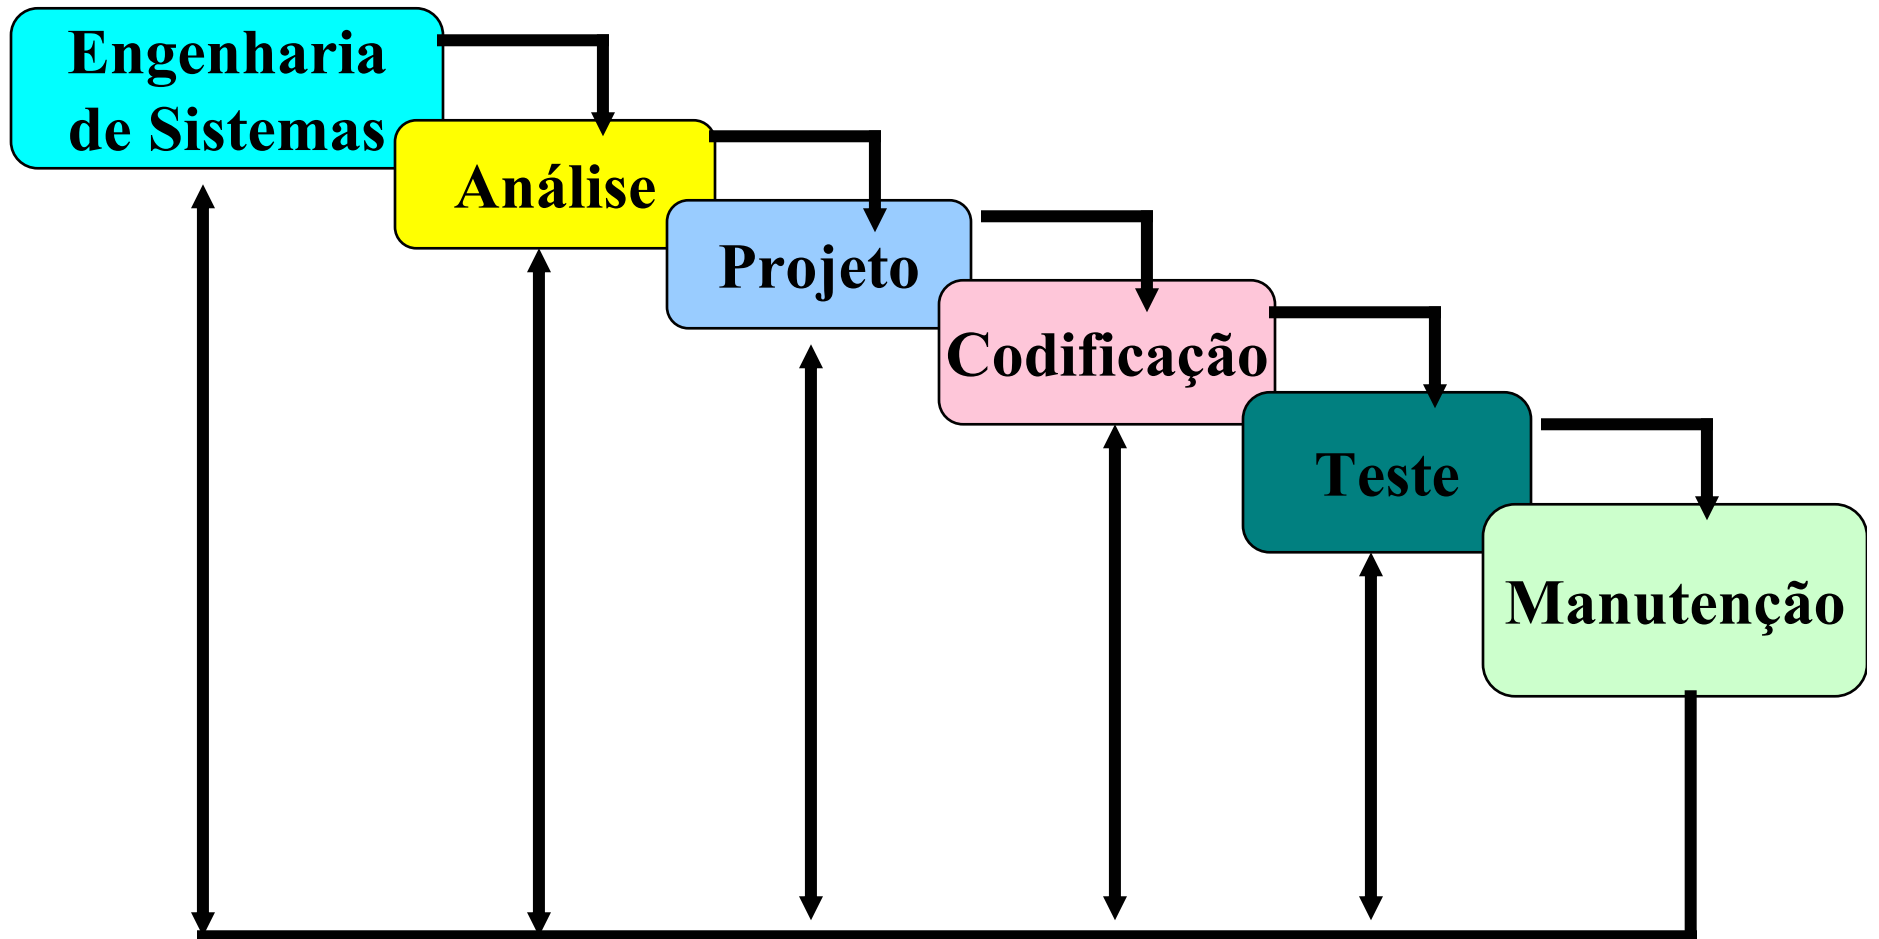 Engenharia
de Sistemas
Análise
Projeto
Codificação
Teste
Manutenção